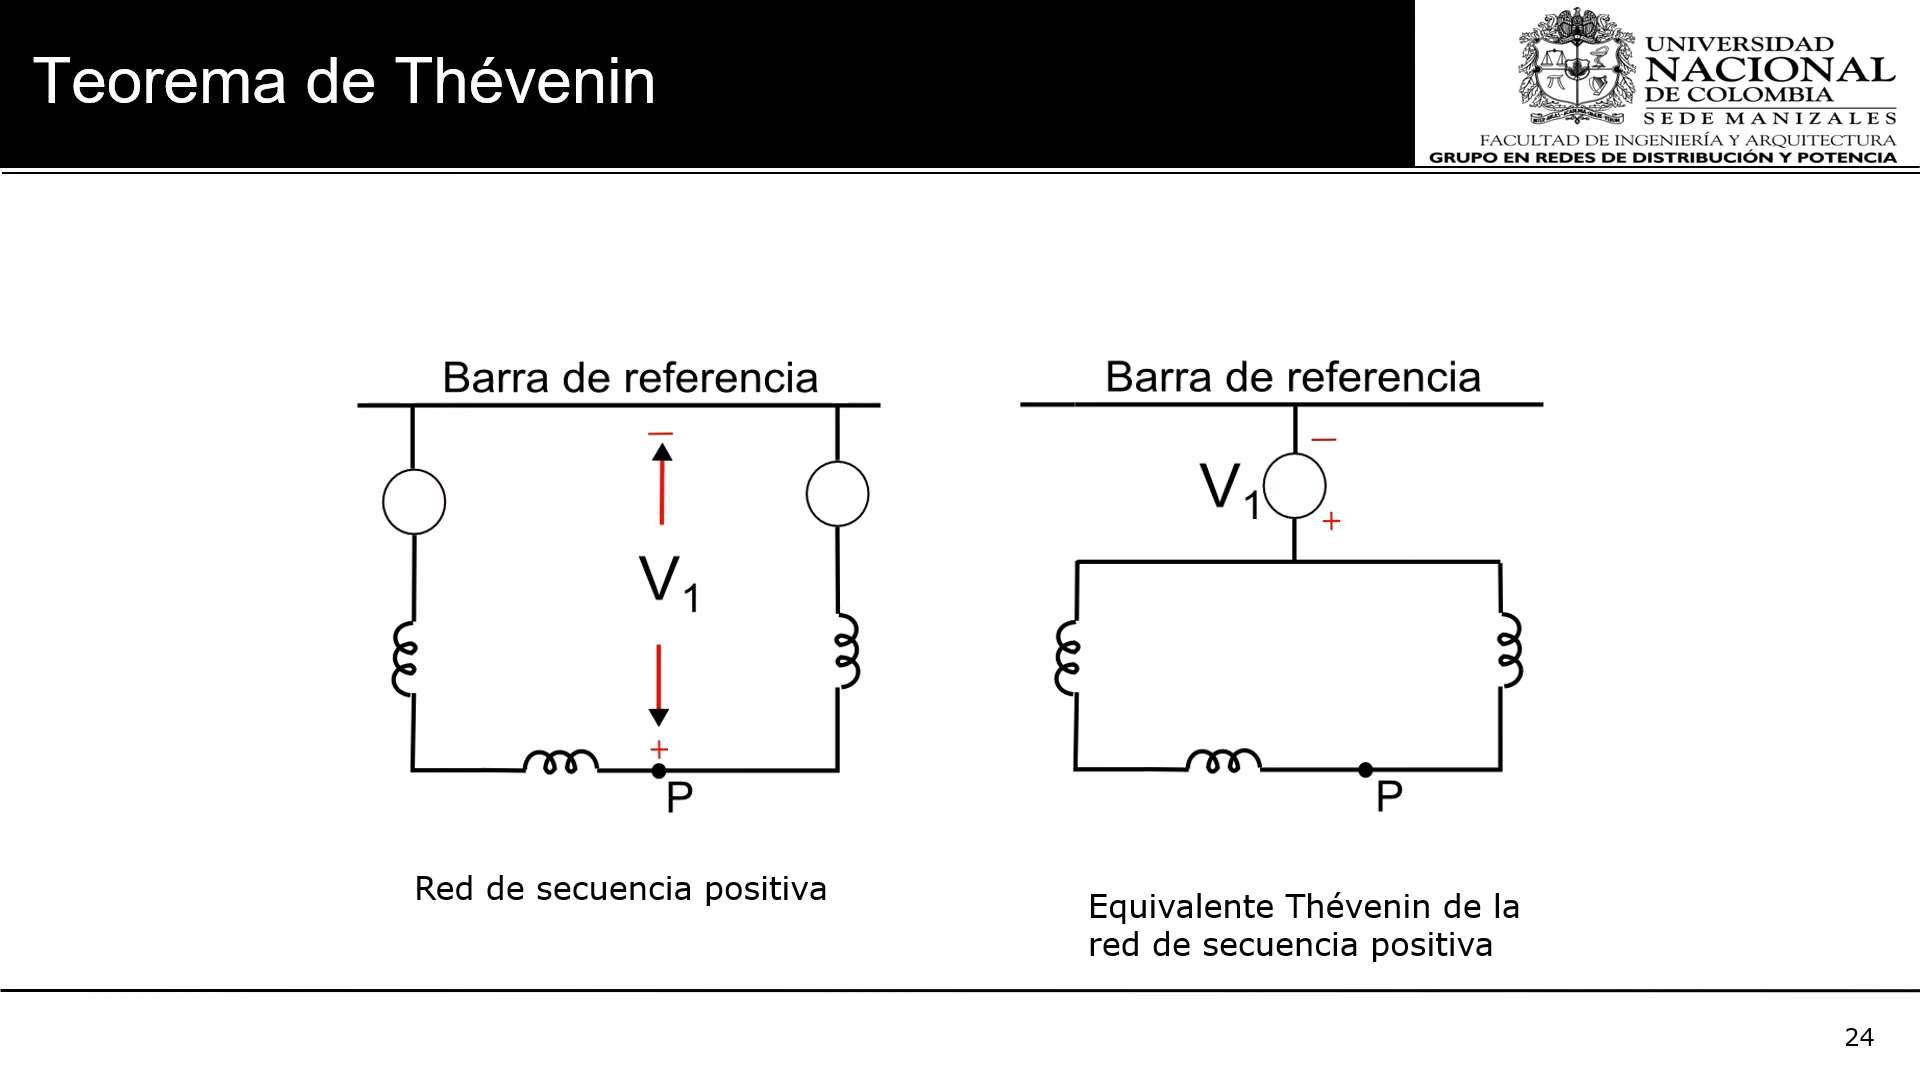 Teorema de Thévenin
UNIVERSIDAD
NACIONAL
DE COLOMBIA
SEDE MANIZALES
FACULTAD DE INGENIERÍA Y ARQUITECTURA
GRUPO EN REDES DE DISTRIBUCIÓN Y POTENCIA
Barra de referencia
−
V₁
+
P
Red de secuencia positiva
Barra de referencia
−
V₁
+
P
Equivalente Thévenin de la
red de secuencia positiva
24